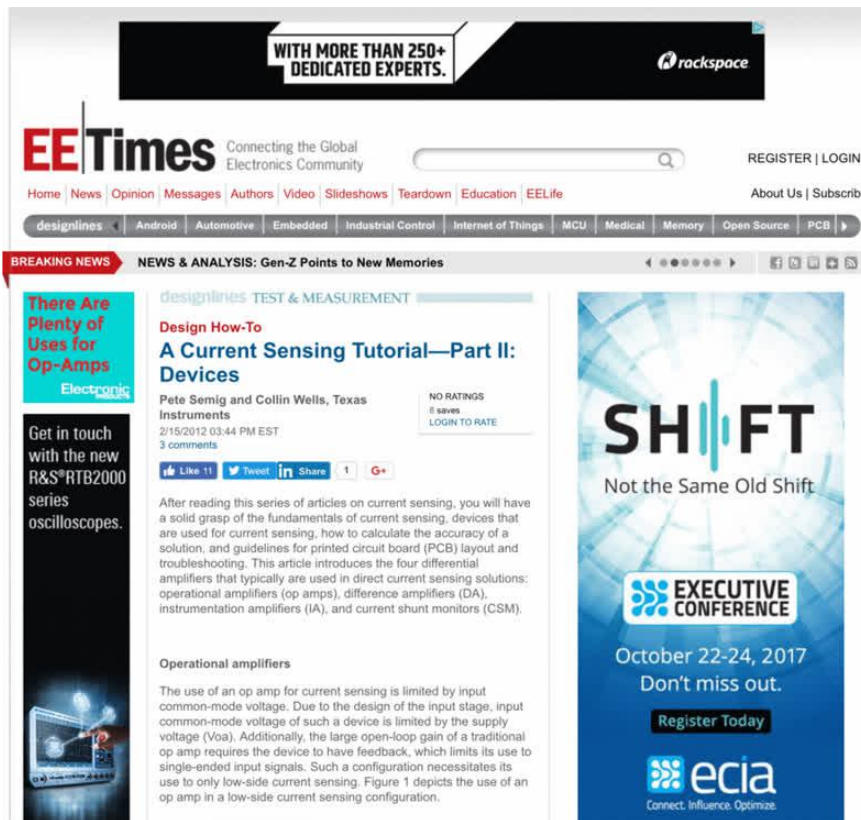 WITH MORE THAN 250+
DEDICATED EXPERTS.
rackspace
EE Times
Connecting the Global
Electronics Community
REGISTER | LOGIN
Home | News | Opinion | Messages | Authors | Video | Slideshows | Teardown | Education | EELife
About Us | Subscrib
designlines
Android | Automotive | Embedded | Industrial Control | Internet of Things | MCU | Medical | Memory | Open Source | PCB
BREAKING NEWS
NEWS & ANALYSIS: Gen-Z Points to New Memories
There Are
Plenty of
Uses for
Op-Amps
Electronic
PRODUCTS
Get in touch
with the new
R&S®RTB2000
series
oscilloscopes.
designlines TEST & MEASUREMENT
Design How-To
A Current Sensing Tutorial—Part II:
Devices
Pete Semig and Collin Wells, Texas
Instruments
2/15/2012 03:44 PM EST
3 comments
NO RATINGS
6 saves
LOGIN TO RATE
Like 11
Tweet
in Share
1
G+
After reading this series of articles on current sensing, you will have
a solid grasp of the fundamentals of current sensing, devices that
are used for current sensing, how to calculate the accuracy of a
solution, and guidelines for printed circuit board (PCB) layout and
troubleshooting. This article introduces the four differential
amplifiers that typically are used in direct current sensing solutions:
operational amplifiers (op amps), difference amplifiers (DA),
instrumentation amplifiers (IA), and current shunt monitors (CSM).
Operational amplifiers
The use of an op amp for current sensing is limited by input
common-mode voltage. Due to the design of the input stage, input
common-mode voltage of such a device is limited by the supply
voltage (Voa). Additionally, the large open-loop gain of a traditional
op amp requires the device to have feedback, which limits its use to
single-ended input signals. Such a configuration necessitates its
use to only low-side current sensing. Figure 1 depicts the use of an
op amp in a low-side current sensing configuration.
SHIFT
Not the Same Old Shift
EXECUTIVE
CONFERENCE
October 22-24, 2017
Don't miss out.
Register Today
ecia
Connect. Influence. Optimize.